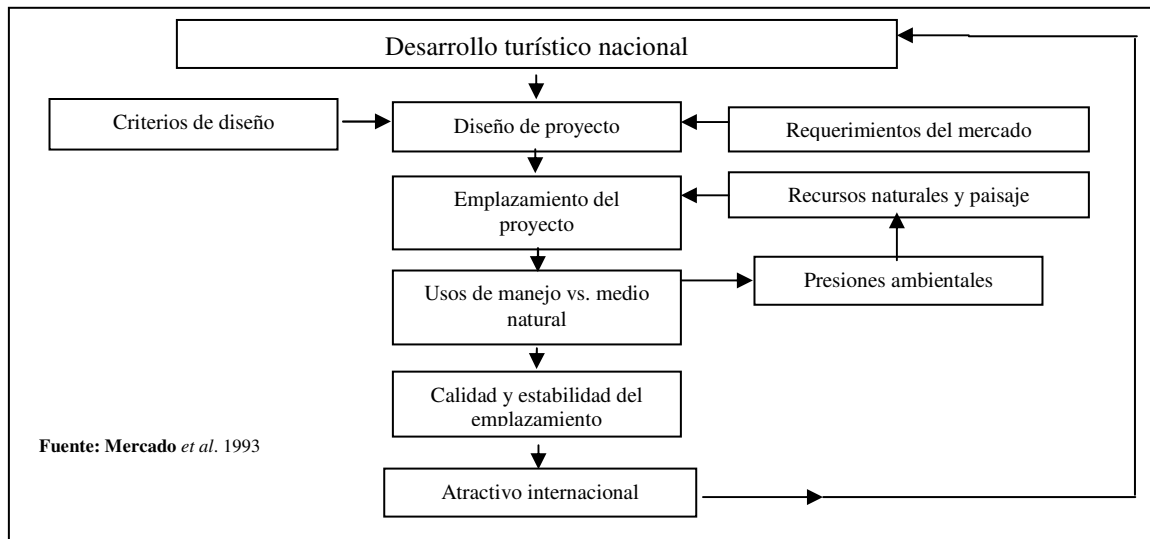 Desarrollo turístico nacional
Criterios de diseño
Diseño de proyecto
Requerimientos del mercado
Emplazamiento del
proyecto
Recursos naturales y paisaje
Usos de manejo vs. medio
natural
Presiones ambientales
Calidad y estabilidad del
emplazamiento
Fuente: Mercado et al. 1993
Atractivo internacional